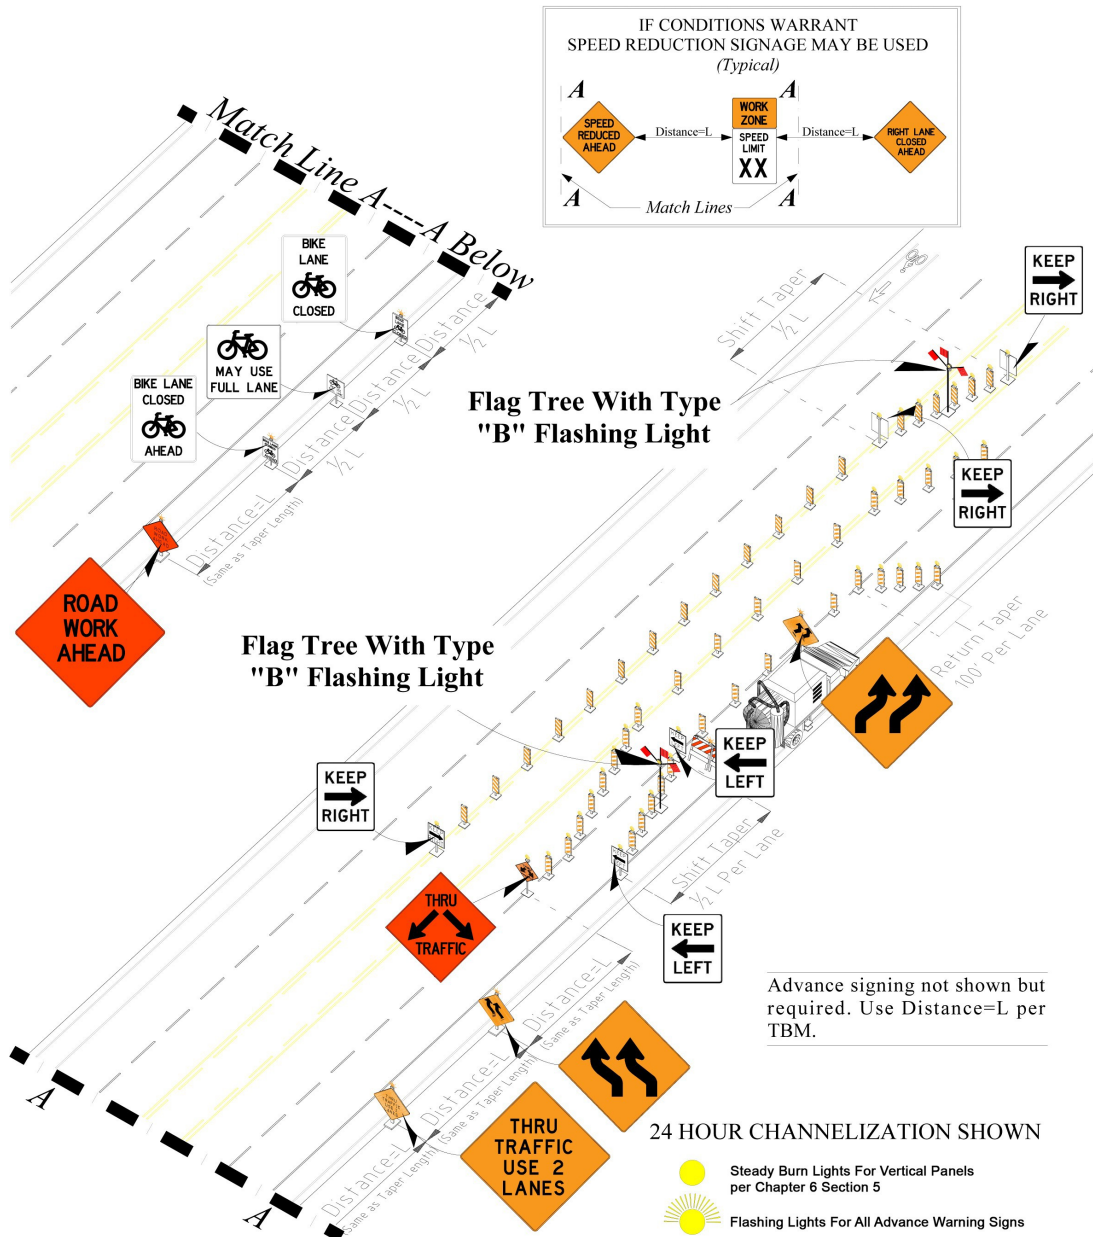 IF CONDITIONS WARRANT
SPEED REDUCTION SIGNAGE MAY BE USED
(Typical)
A
A
SPEED
REDUCED
AHEAD
Distance=L
WORK
ZONE
SPEED
LIMIT
XX
Distance=L
RIGHT LANE
CLOSED
AHEAD
A
Match Lines
A
Match Line A----A Below
BIKE
LANE
CLOSED
MAY USE
FULL LANE
BIKE LANE
CLOSED
AHEAD
Distance
½ L
Distance
½ L
Distance
½ L
Distance=L
(Same as Taper Length)
ROAD
WORK
AHEAD
Shift Taper
½ L
KEEP
RIGHT
Flag Tree With Type
"B" Flashing Light
KEEP
RIGHT
Flag Tree With Type
"B" Flashing Light
Return Taper
100' Per Lane
KEEP
LEFT
KEEP
RIGHT
Shift Taper
½ L Per Lane
THRU
TRAFFIC
KEEP
LEFT
Distance=L
(Same as Taper Length)
Distance=L
(Same as Taper Length)
Distance=L
(Same as Taper Length)
THRU
TRAFFIC
USE 2
LANES
A
A
Advance signing not shown but
required. Use Distance=L per
TBM.
24 HOUR CHANNELIZATION SHOWN
Steady Burn Lights For Vertical Panels
per Chapter 6 Section 5
Flashing Lights For All Advance Warning Signs